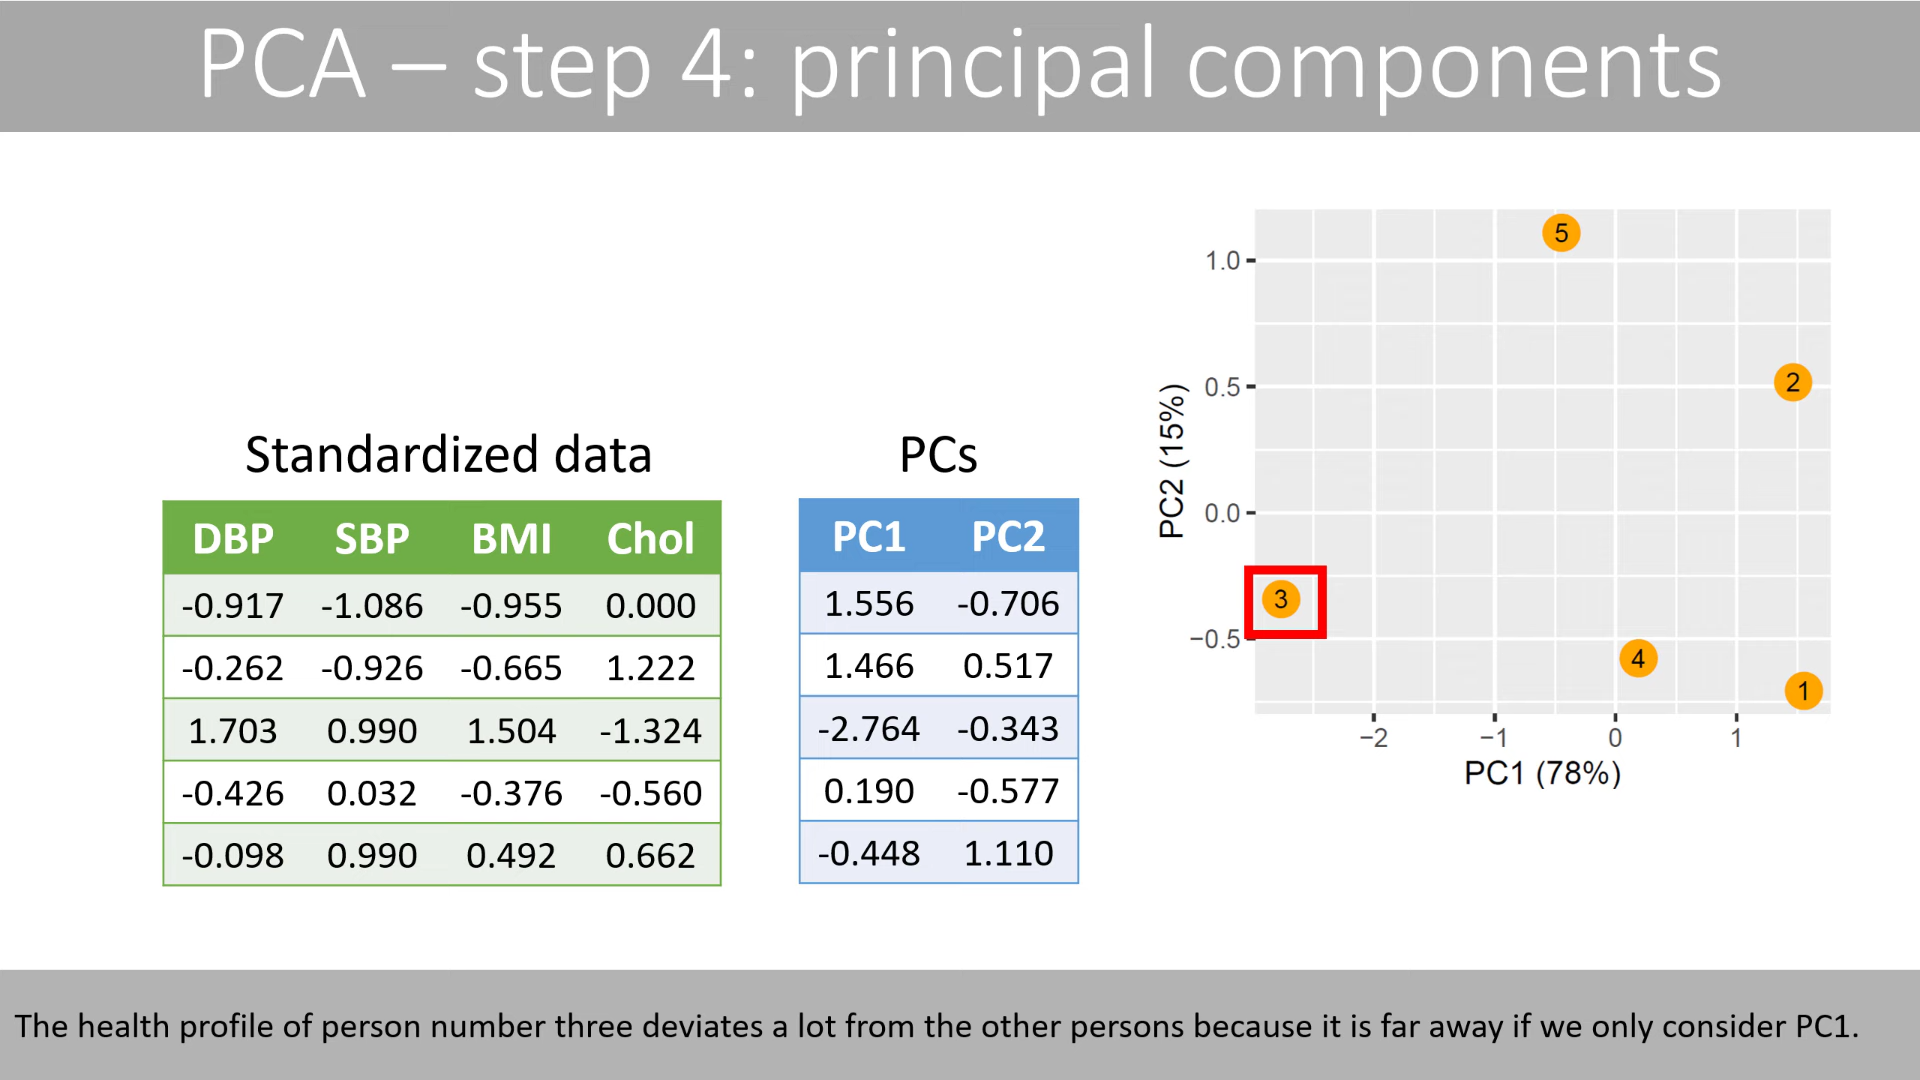 PCA – step 4: principal components
Standardized data
DBP SBP BMI Chol
-0.917 -1.086 -0.955 0.000
-0.262 -0.926 -0.665 1.222
1.703 0.990 1.504 -1.324
-0.426 0.032 -0.376 -0.560
-0.098 0.990 0.492 0.662
PCs
PC1 PC2
1.556 -0.706
1.466 0.517
-2.764 -0.343
0.190 -0.577
-0.448 1.110
PC2 (15%)
1.0
0.5
0.0
−0.5
5
2
3
4
1
−2 −1 0 1
PC1 (78%)
The health profile of person number three deviates a lot from the other persons because it is far away if we only consider PC1.